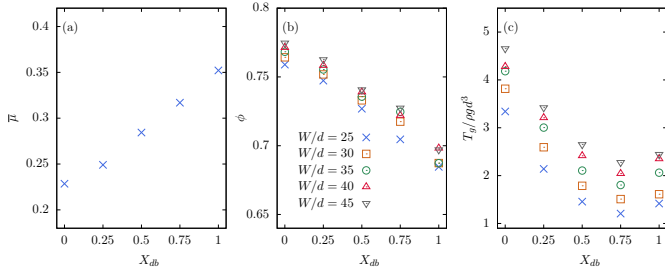 (a)
μ̄
0.4
0.35
0.3
0.25
0.2
0 0.25 0.5 0.75 1
X_db
(b)
ϕ
0.8
0.75
0.7
0.65
W/d = 25
W/d = 30
W/d = 35
W/d = 40
W/d = 45
0 0.25 0.5 0.75 1
X_db
(c)
T_g/ρgd³
5
4
3
2
1
0 0.25 0.5 0.75 1
X_db